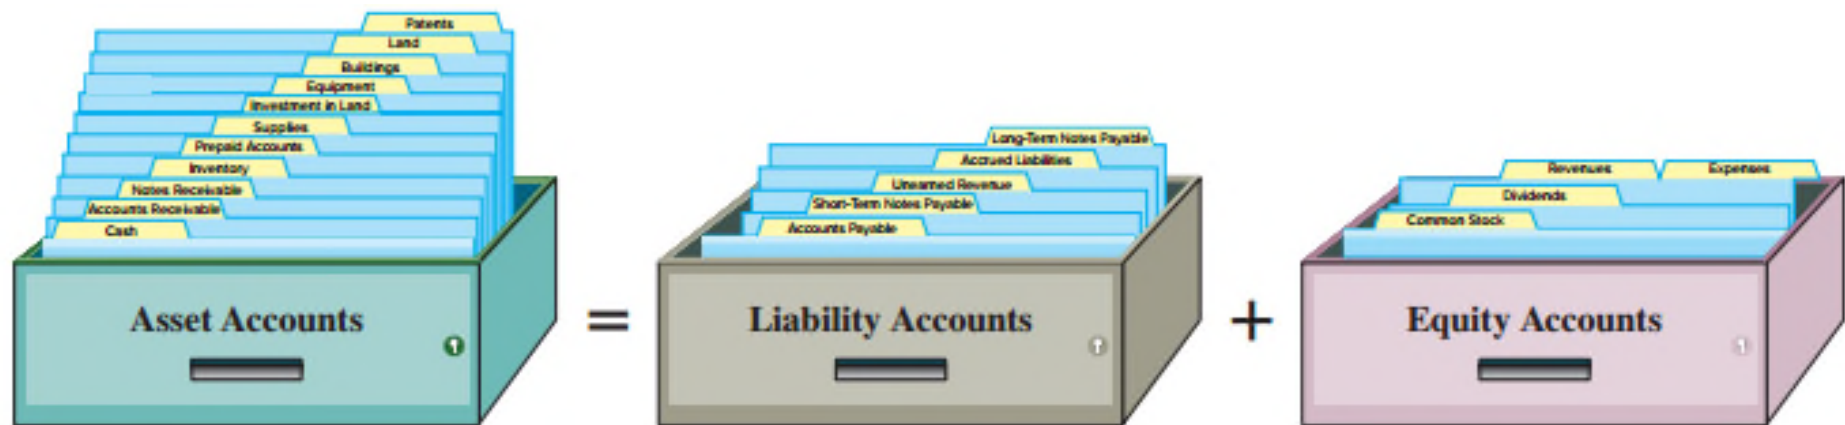 Patents
Land
Buildings
Equipment
Investment in Land
Supplies
Prepaid Accounts
Inventory
Notes Receivable
Accounts Receivable
Cash
Asset Accounts
=
Long-Term Notes Payable
Accrued Liabilities
Unearned Revenue
Short-Term Notes Payable
Accounts Payable
Liability Accounts
+
Revenues
Expenses
Dividends
Common Stock
Equity Accounts